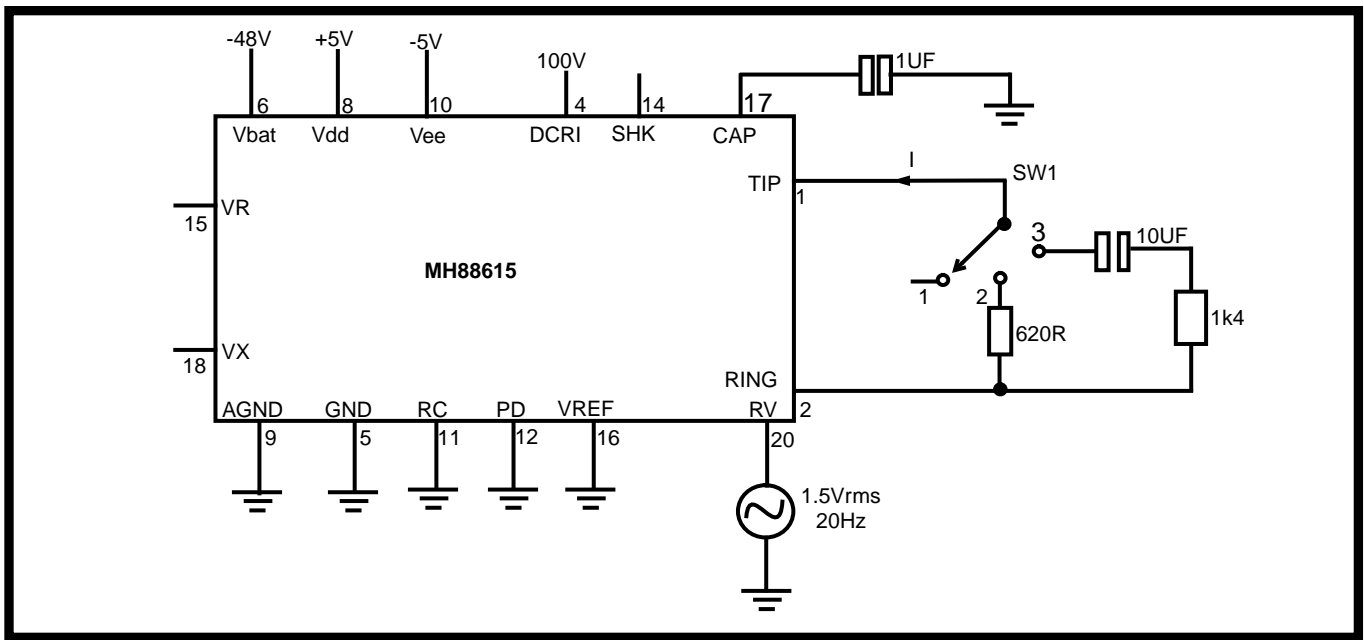 -48V
+5V
-5V
100V
1UF
6
8
10
4
14
17
Vbat
Vdd
Vee
DCRI
SHK
CAP
I
SW1
TIP
1
15
VR
3
10UF
MH88615
1
2
620R
1k4
18
VX
RING
2
AGND
GND
RC
PD
VREF
RV
9
5
11
12
16
20
1.5Vrms
20Hz